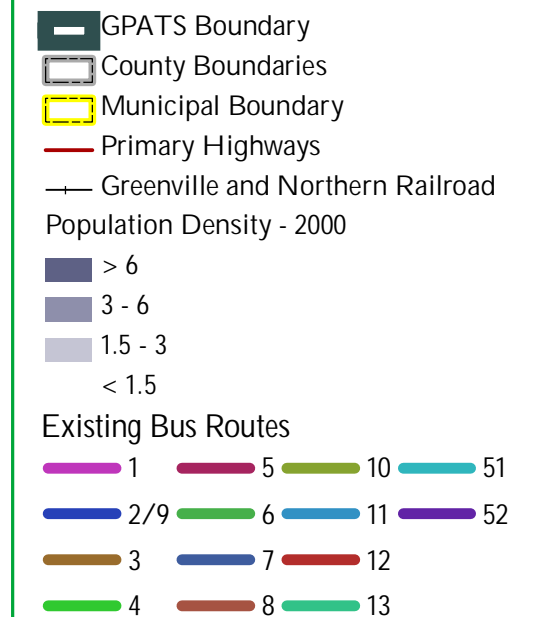 GPATS Boundary
County Boundaries
Municipal Boundary
Primary Highways
Greenville and Northern Railroad
Population Density - 2000
> 6
3 - 6
1.5 - 3
< 1.5
Existing Bus Routes
1 5 10 51
2/9 6 11 52
3 7 12
4 8 13